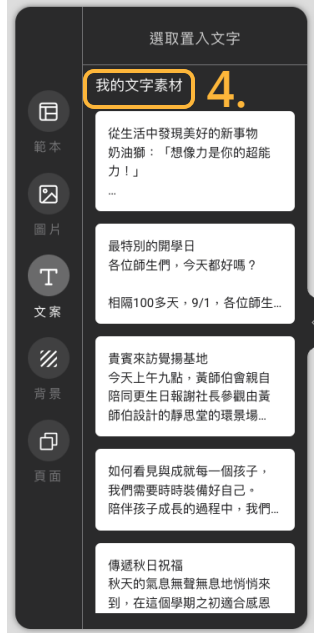 選取置入文字
我的文字素材
4.
範本
圖片
文案
背景
頁面
從生活中發現美好的新事物
奶油獅：「想像力是你的超能
力！」
...
最特別的開學日
各位師生們，今天都好嗎？
相隔100多天，9/1，各位師生...
貴賓來訪覺揚基地
今天上午九點，黃師伯會親自
陪同更生日報謝社長參觀由黃
師伯設計的靜思堂的環景場...
如何看見與成就每一個孩子，
我們需要時時裝備好自己。
陪伴孩子成長的過程中，我們...
傳遞秋日祝福
秋天的氣息無聲無息地悄悄來
到，在這個學期之初適合感恩